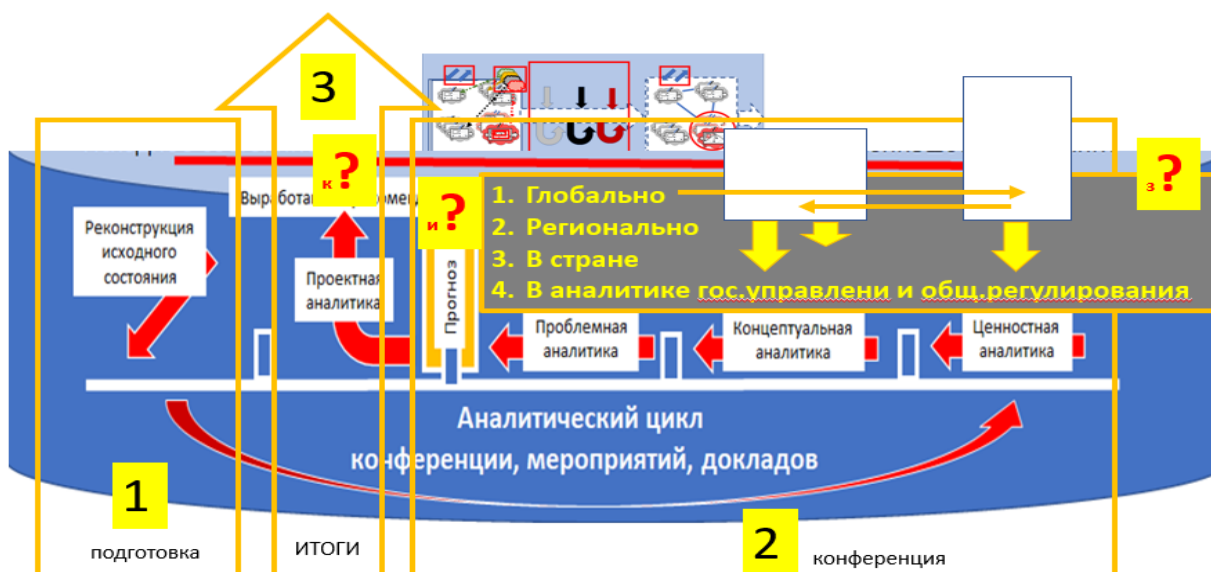 3
к?
и?
з?
1. Глобально
2. Регионально
3. В стране
4. В аналитике гос.управлени и общ.регулирования
Реконструкция
исходного
состояния
Проектная
аналитика
Прогноз
Проблемная
аналитика
Концептуальная
аналитика
Ценностная
аналитика
Аналитический цикл
конференции, мероприятий, докладов
1
подготовка
ИТОГИ
2
конференция